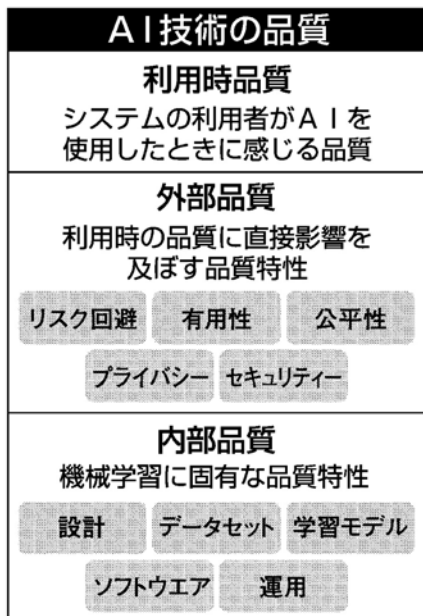 AI技術の品質
利用時品質
システムの利用者がAIを
使用したときに感じる品質
外部品質
利用時の品質に直接影響を
及ぼす品質特性
リスク回避 有用性 公平性
プライバシー セキュリティー
内部品質
機械学習に固有な品質特性
設計 データセット 学習モデル
ソフトウエア 運用